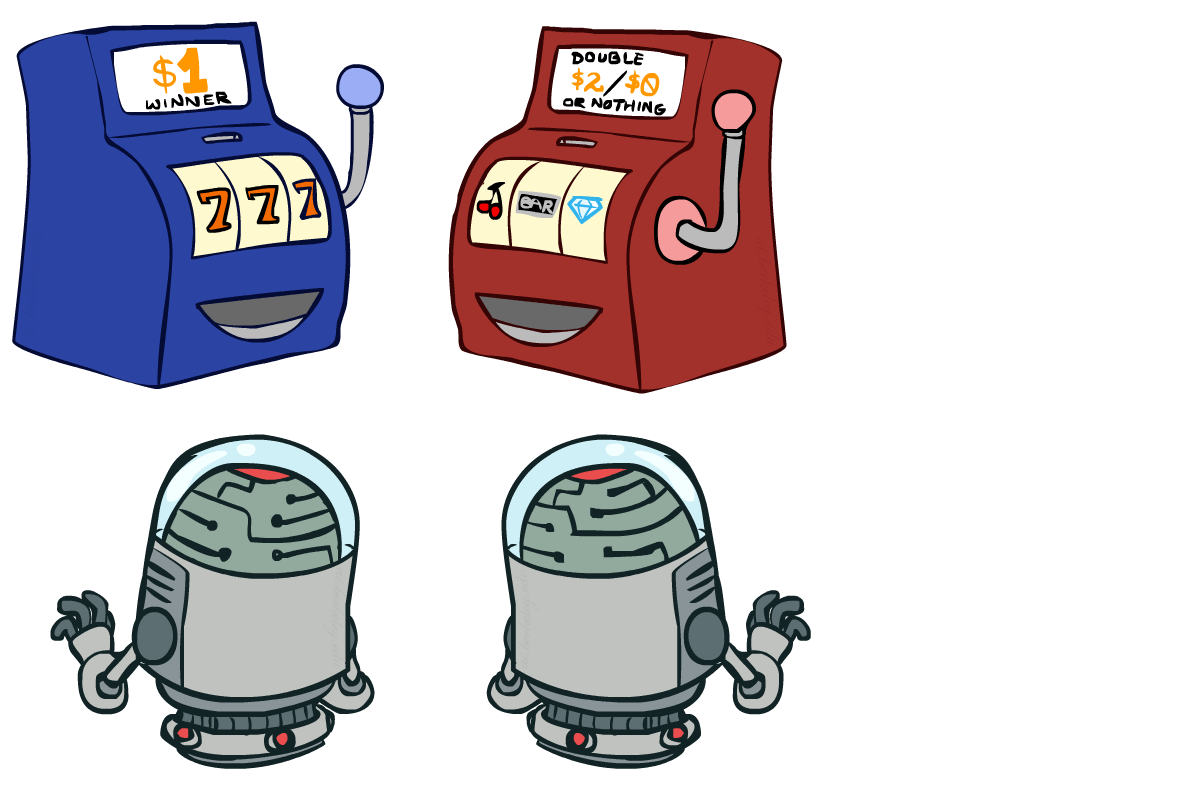 $1
WINNER
777
DOUBLE
$2/$0
OR NOTHING
BAR